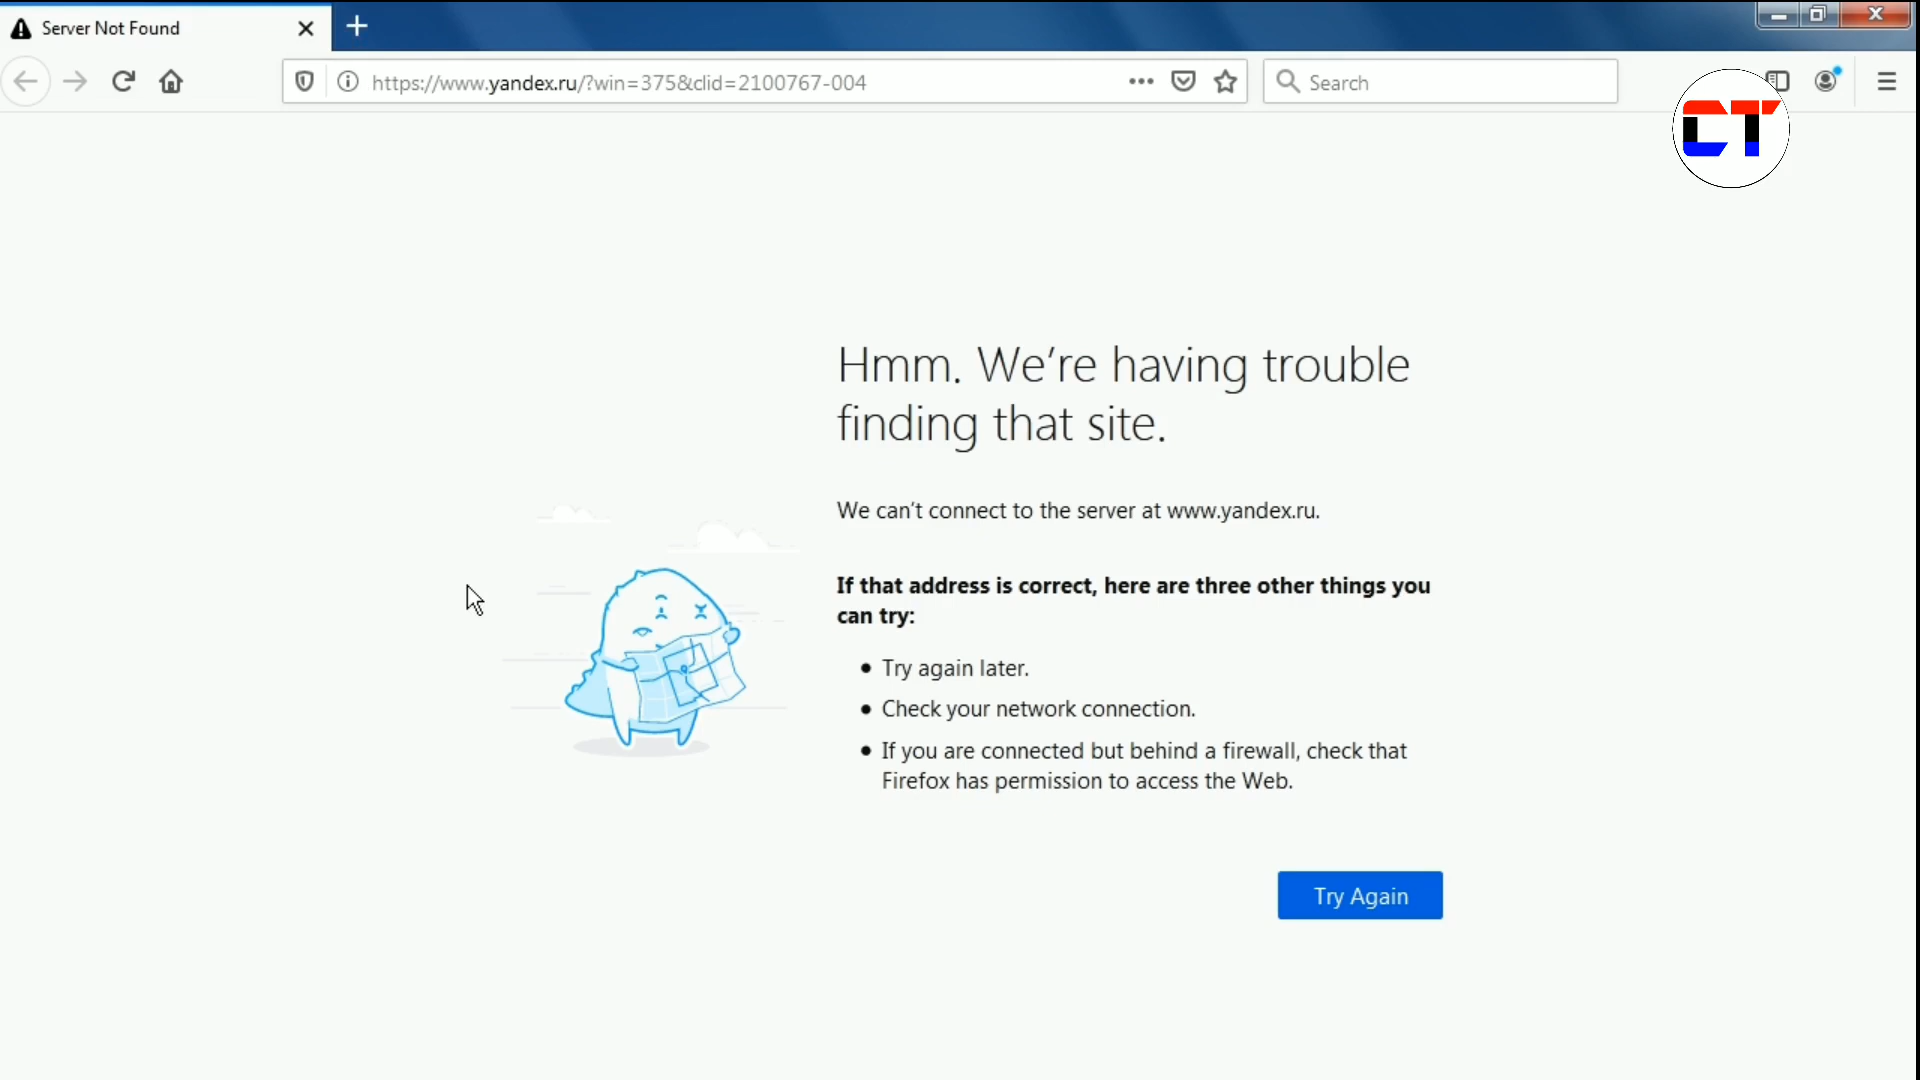 Server Not Found
https://www.yandex.ru/?win=375&clid=2100767-004
Search
CT
Hmm. We’re having trouble
finding that site.
We can’t connect to the server at www.yandex.ru.
If that address is correct, here are three other things you
can try:
• Try again later.
• Check your network connection.
• If you are connected but behind a firewall, check that
Firefox has permission to access the Web.
Try Again